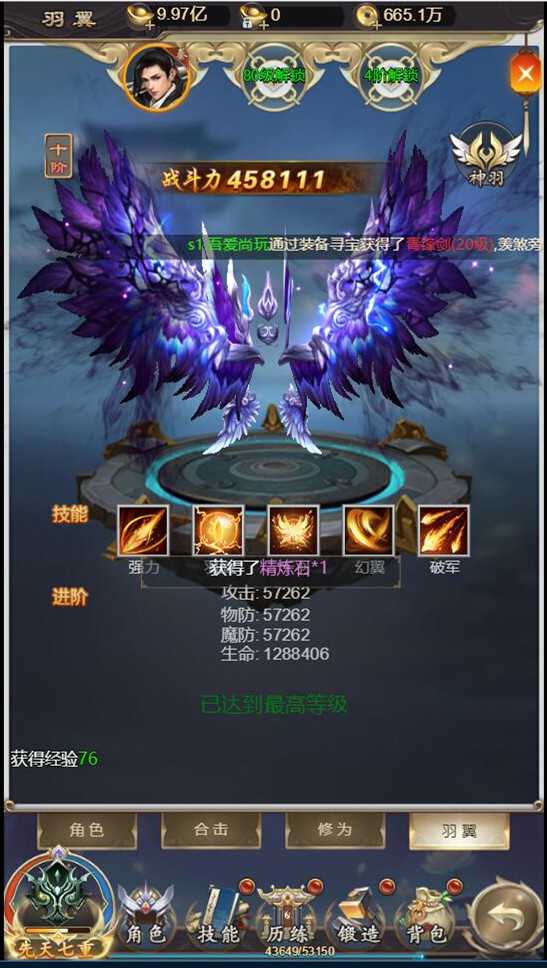 羽翼
9.97亿
0
665.1万
80级解锁
4阶解锁
十阶
战斗力458111
神羽
s1.吾爱尚玩通过装备寻宝获得了青锋剑(20级),羡煞旁
技能
强力
幻翼
破军
获得了精炼石*1
进阶
攻击: 57262
物防: 57262
魔防: 57262
生命: 1288406
已达到最高等级
获得经验76
角色
合击
修为
羽翼
先天七重
角色
技能
历练
锻造
背包
43649/53150